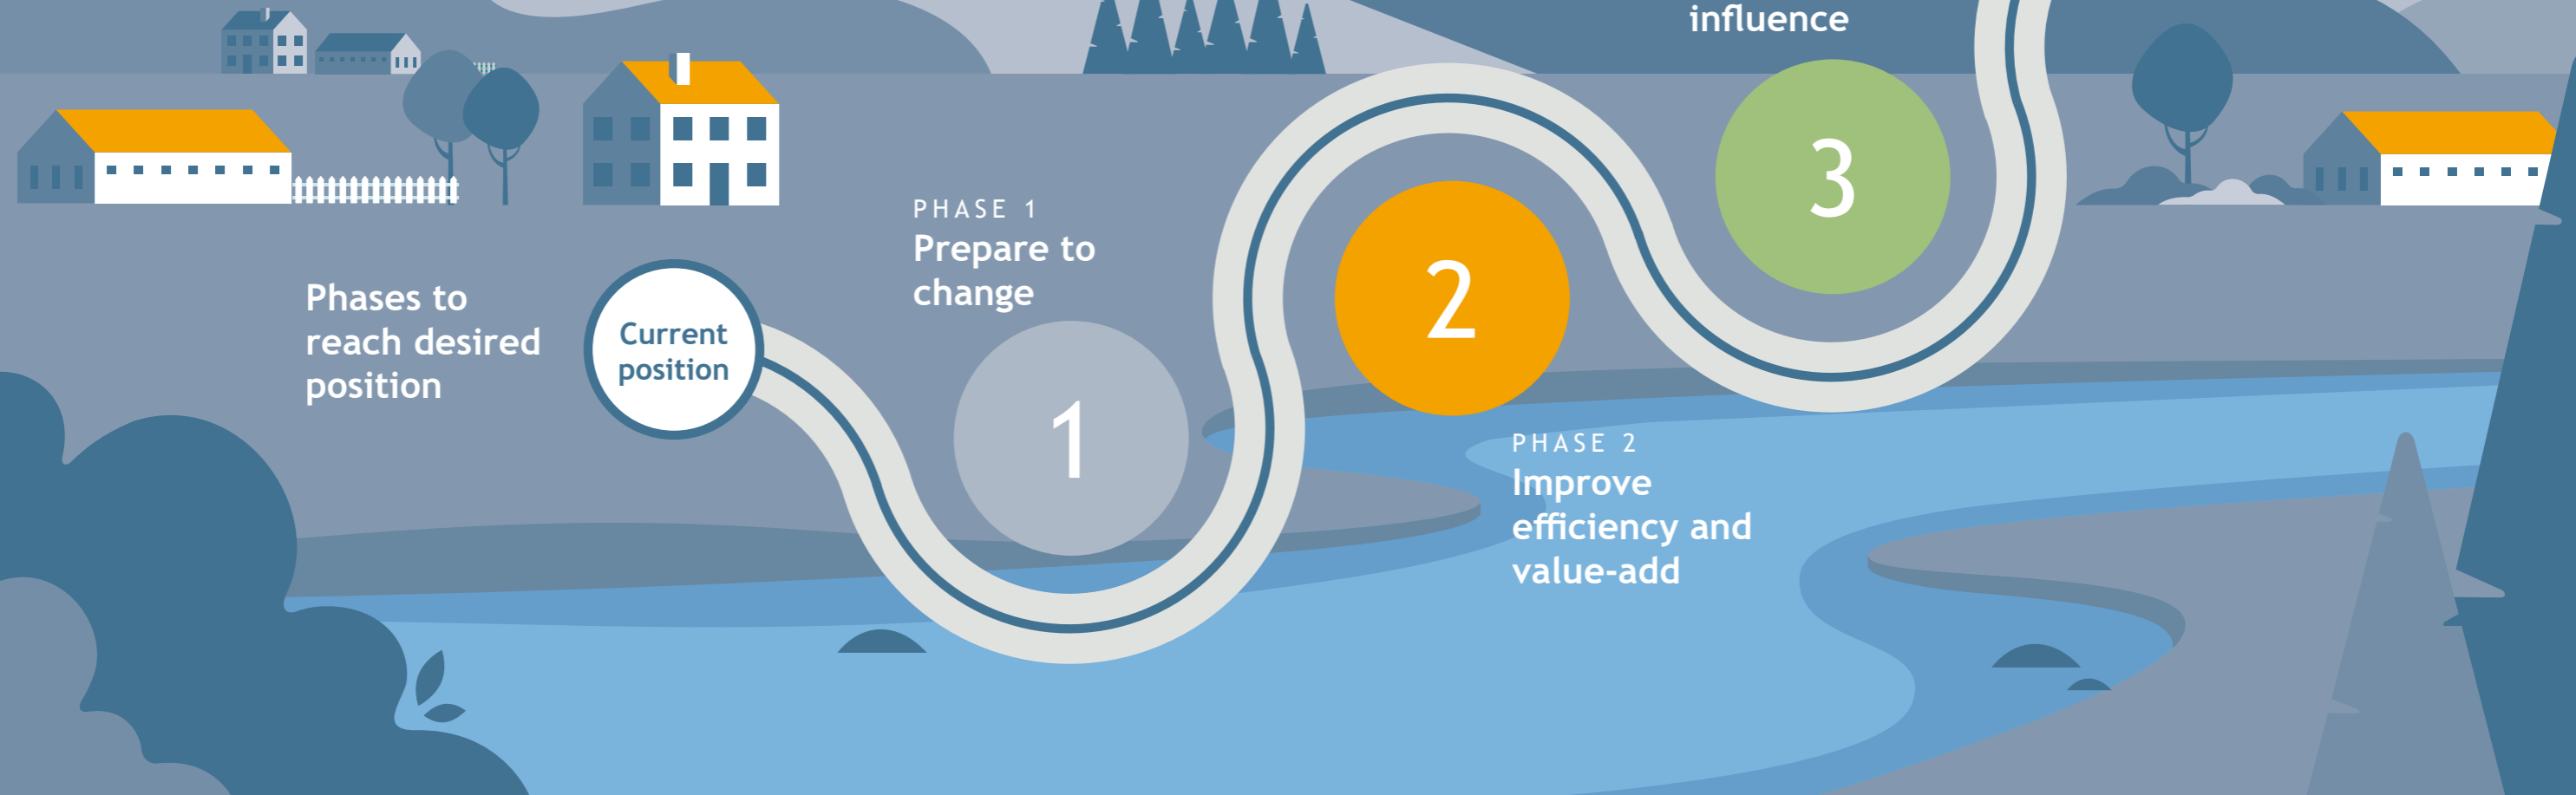 influence
3
PHASE 1
Prepare to
change
2
Phases to
reach desired
position
Current
position
1
PHASE 2
Improve
efficiency and
value-add